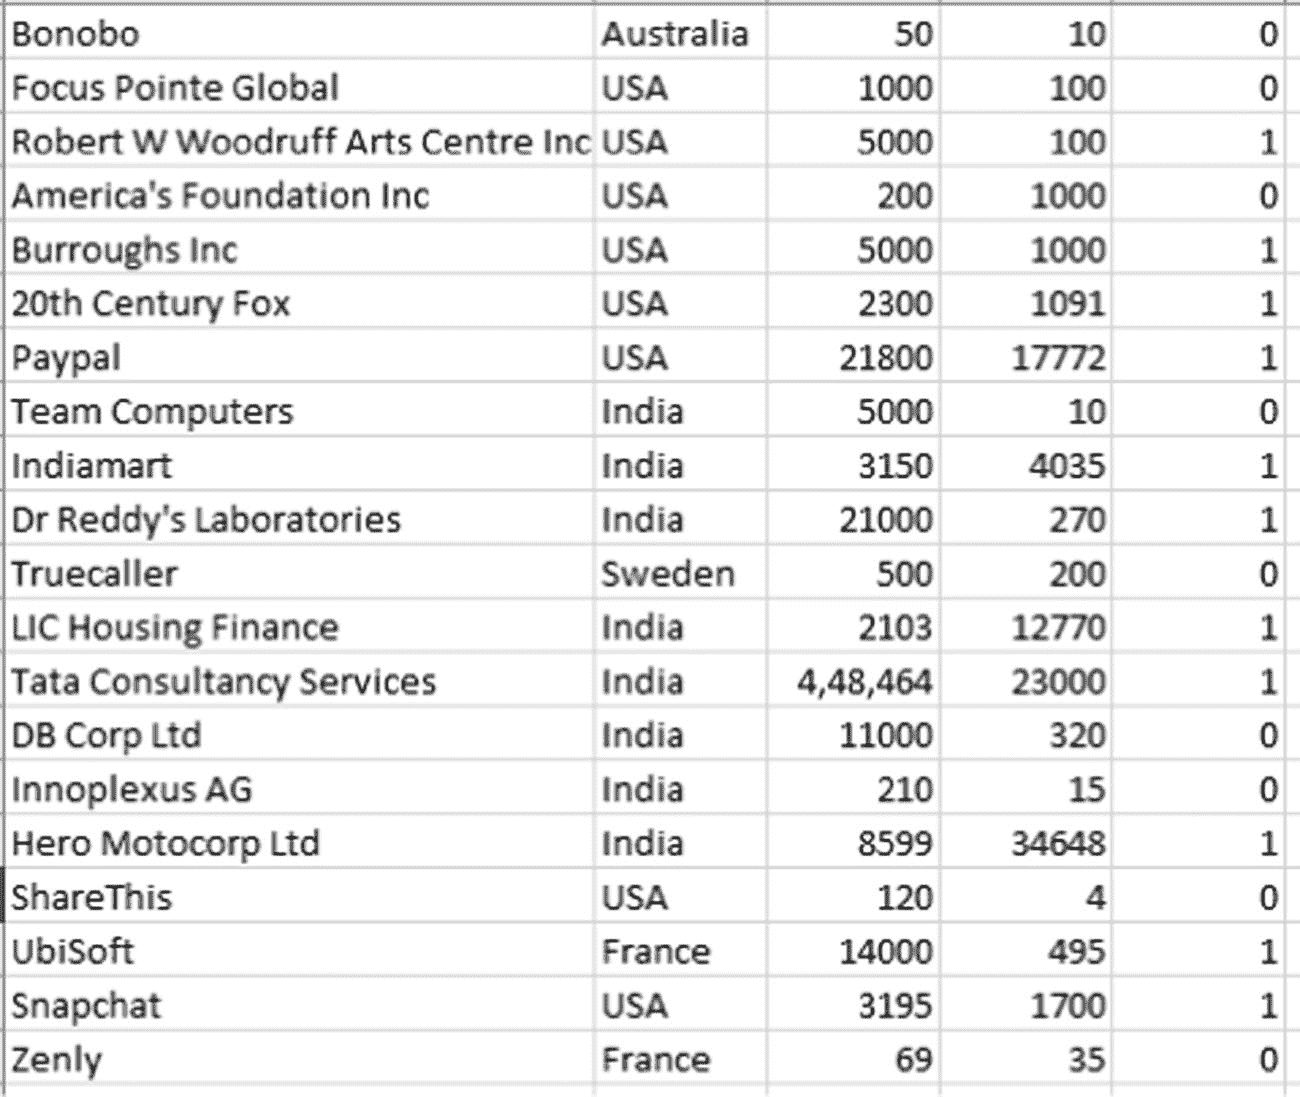 Bonobo Australia 50 10 0
Focus Pointe Global USA 1000 100 0
Robert W Woodruff Arts Centre Inc USA 5000 100 1
America's Foundation Inc USA 200 1000 0
Burroughs Inc USA 5000 1000 1
20th Century Fox USA 2300 1091 1
Paypal USA 21800 17772 1
Team Computers India 5000 10 0
Indiamart India 3150 4035 1
Dr Reddy's Laboratories India 21000 270 1
Truecaller Sweden 500 200 0
LIC Housing Finance India 2103 12770 1
Tata Consultancy Services India 4,48,464 23000 1
DB Corp Ltd India 11000 320 0
Innoplexus AG India 210 15 0
Hero Motocorp Ltd India 8599 34648 1
ShareThis USA 120 4 0
UbiSoft France 14000 495 1
Snapchat USA 3195 1700 1
Zenly France 69 35 0